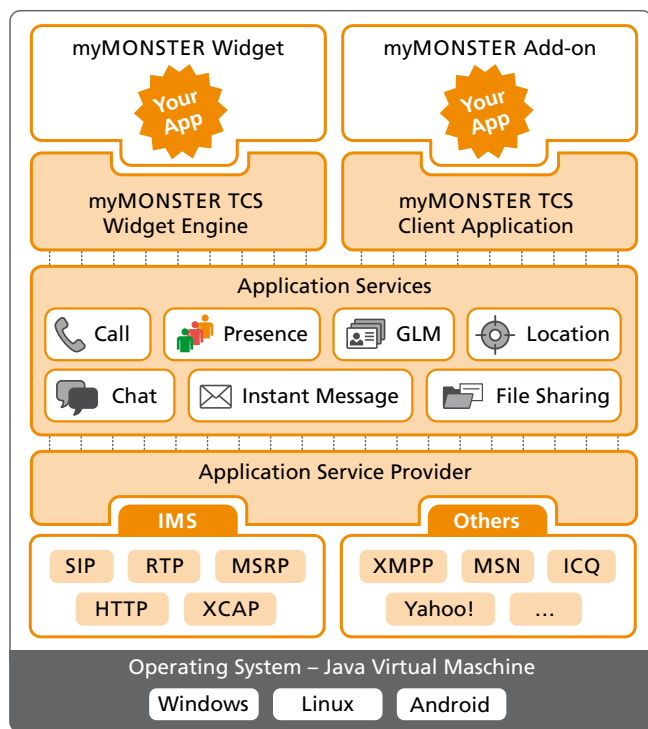 myMONSTER Widget
Your
App
myMONSTER Add-on
Your
App
myMONSTER TCS
Widget Engine
myMONSTER TCS
Client Application
Application Services
Call
Presence
GLM
Location
Chat
Instant Message
File Sharing
Application Service Provider
IMS
Others
SIP
RTP
MSRP
HTTP
XCAP
XMPP
MSN
ICQ
Yahoo!
...
Operating System – Java Virtual Maschine
Windows
Linux
Android